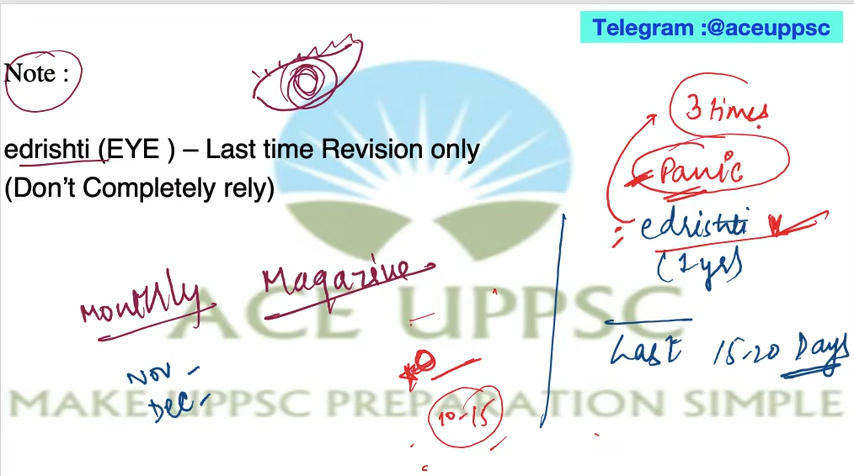 Telegram :@aceuppsc
Note :
edrishti (EYE ) – Last time Revision only
(Don't Completely rely)
Monthly Magazine
Nov -
Dec -
10-15
3 times
Panic
edrishti
(1 yr)
Last 15-20 Days
ACE UPPSC
MAKE UPPSC PREPARATION SIMPLE